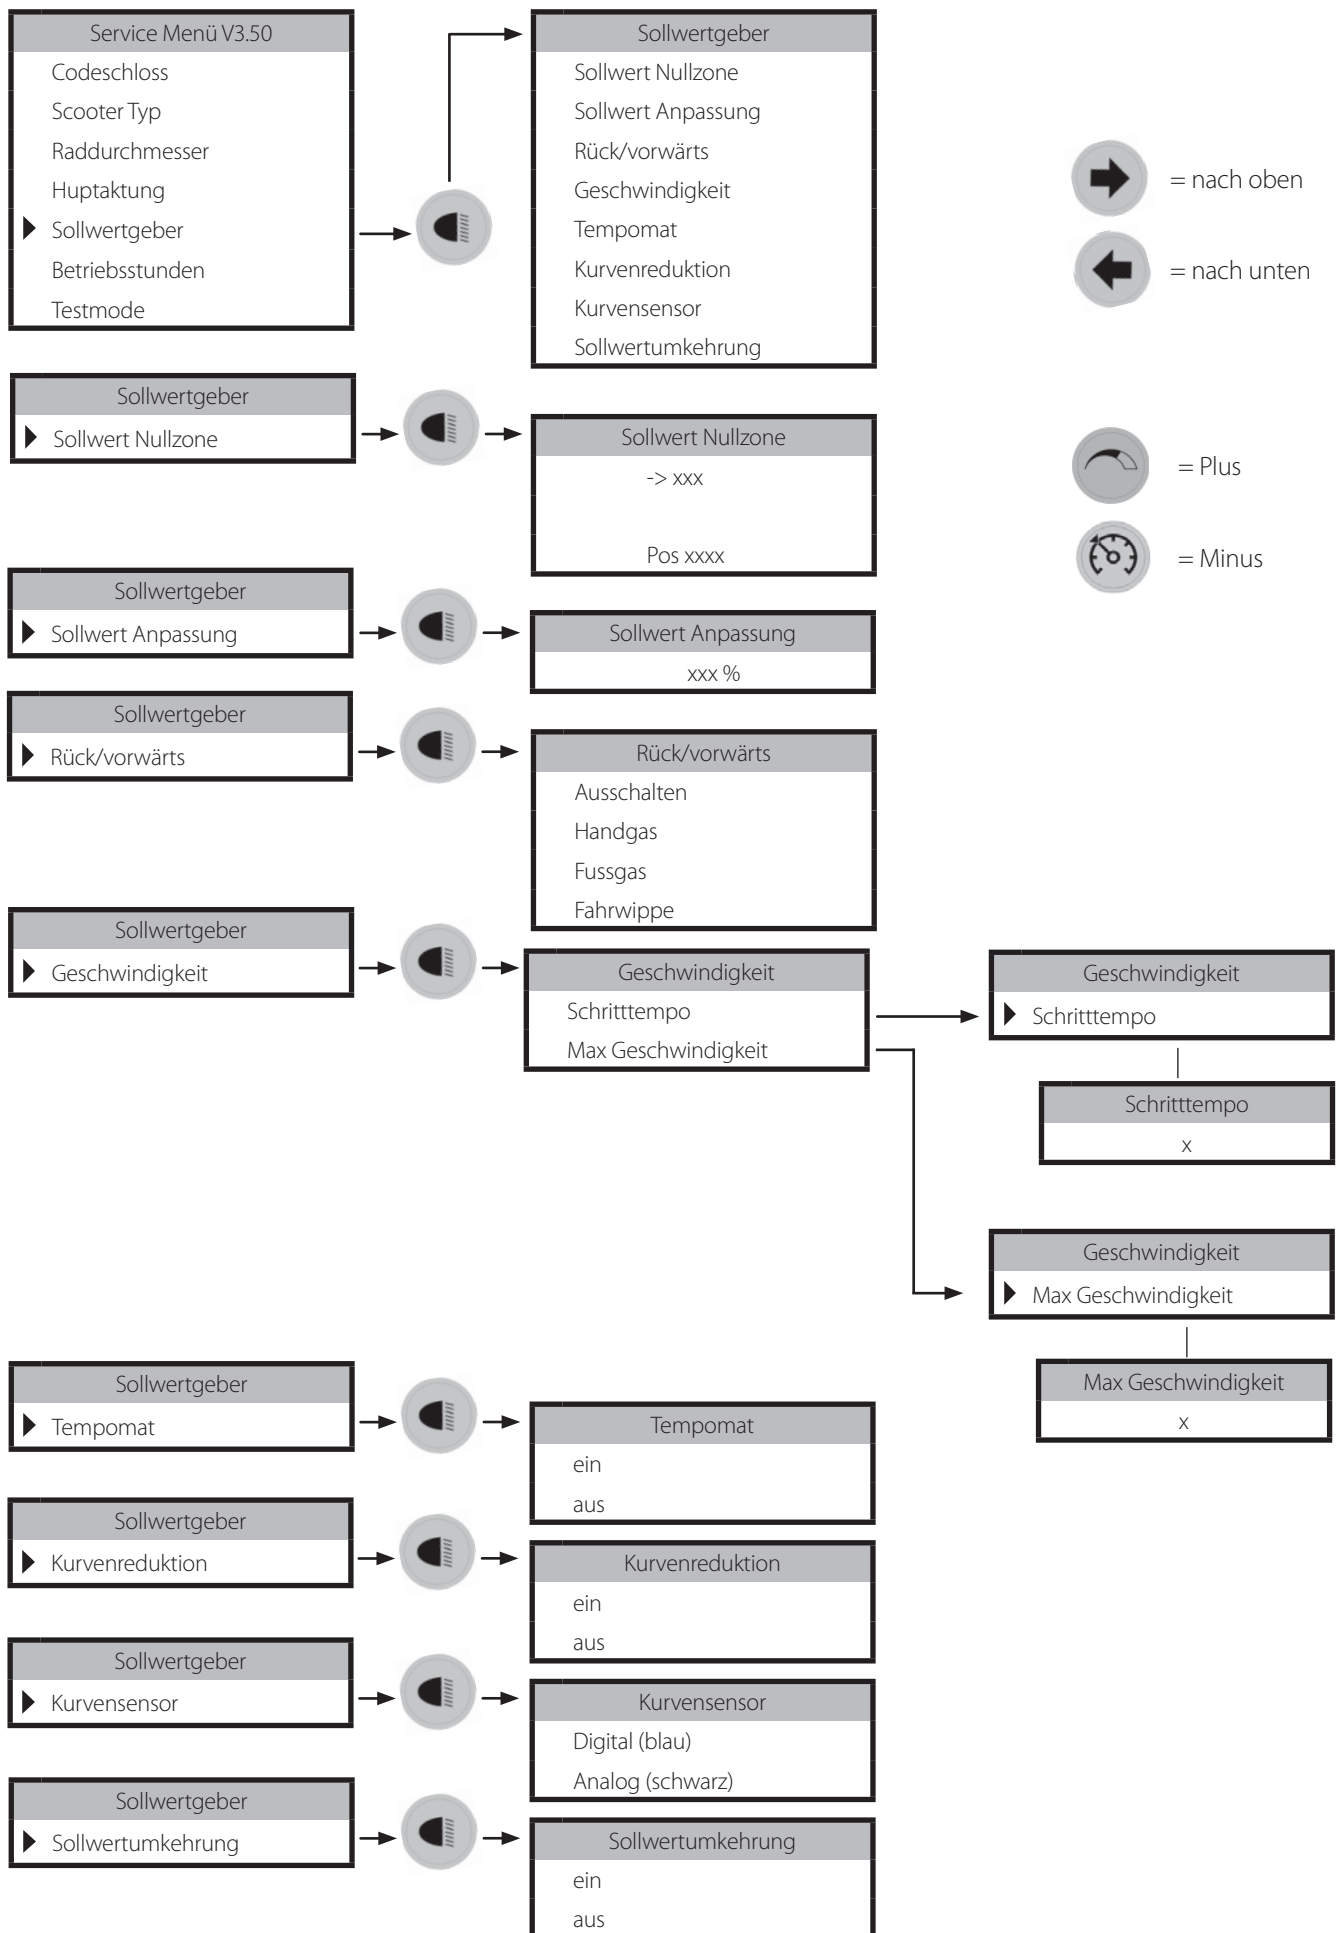 Service Menü V3.50
Codeschloss
Scooter Typ
Raddurchmesser
Huptaktung
Sollwertgeber
Betriebsstunden
Testmode
Sollwertgeber
Sollwert Nullzone
Sollwert Anpassung
Rück/vorwärts
Geschwindigkeit
Tempomat
Kurvenreduktion
Kurvensensor
Sollwertumkehrung
= nach oben
= nach unten
= Plus
= Minus
Sollwertgeber
Sollwert Nullzone
Sollwert Nullzone
-> xxx
Pos xxxx
Sollwertgeber
Sollwert Anpassung
Sollwert Anpassung
xxx %
Sollwertgeber
Rück/vorwärts
Rück/vorwärts
Ausschalten
Handgas
Fussgas
Fahrwippe
Sollwertgeber
Geschwindigkeit
Geschwindigkeit
Schritttempo
Max Geschwindigkeit
Geschwindigkeit
Schritttempo
Schritttempo
x
Geschwindigkeit
Max Geschwindigkeit
Max Geschwindigkeit
x
Sollwertgeber
Tempomat
Tempomat
ein
aus
Sollwertgeber
Kurvenreduktion
Kurvenreduktion
ein
aus
Sollwertgeber
Kurvensensor
Kurvensensor
Digital (blau)
Analog (schwarz)
Sollwertgeber
Sollwertumkehrung
Sollwertumkehrung
ein
aus